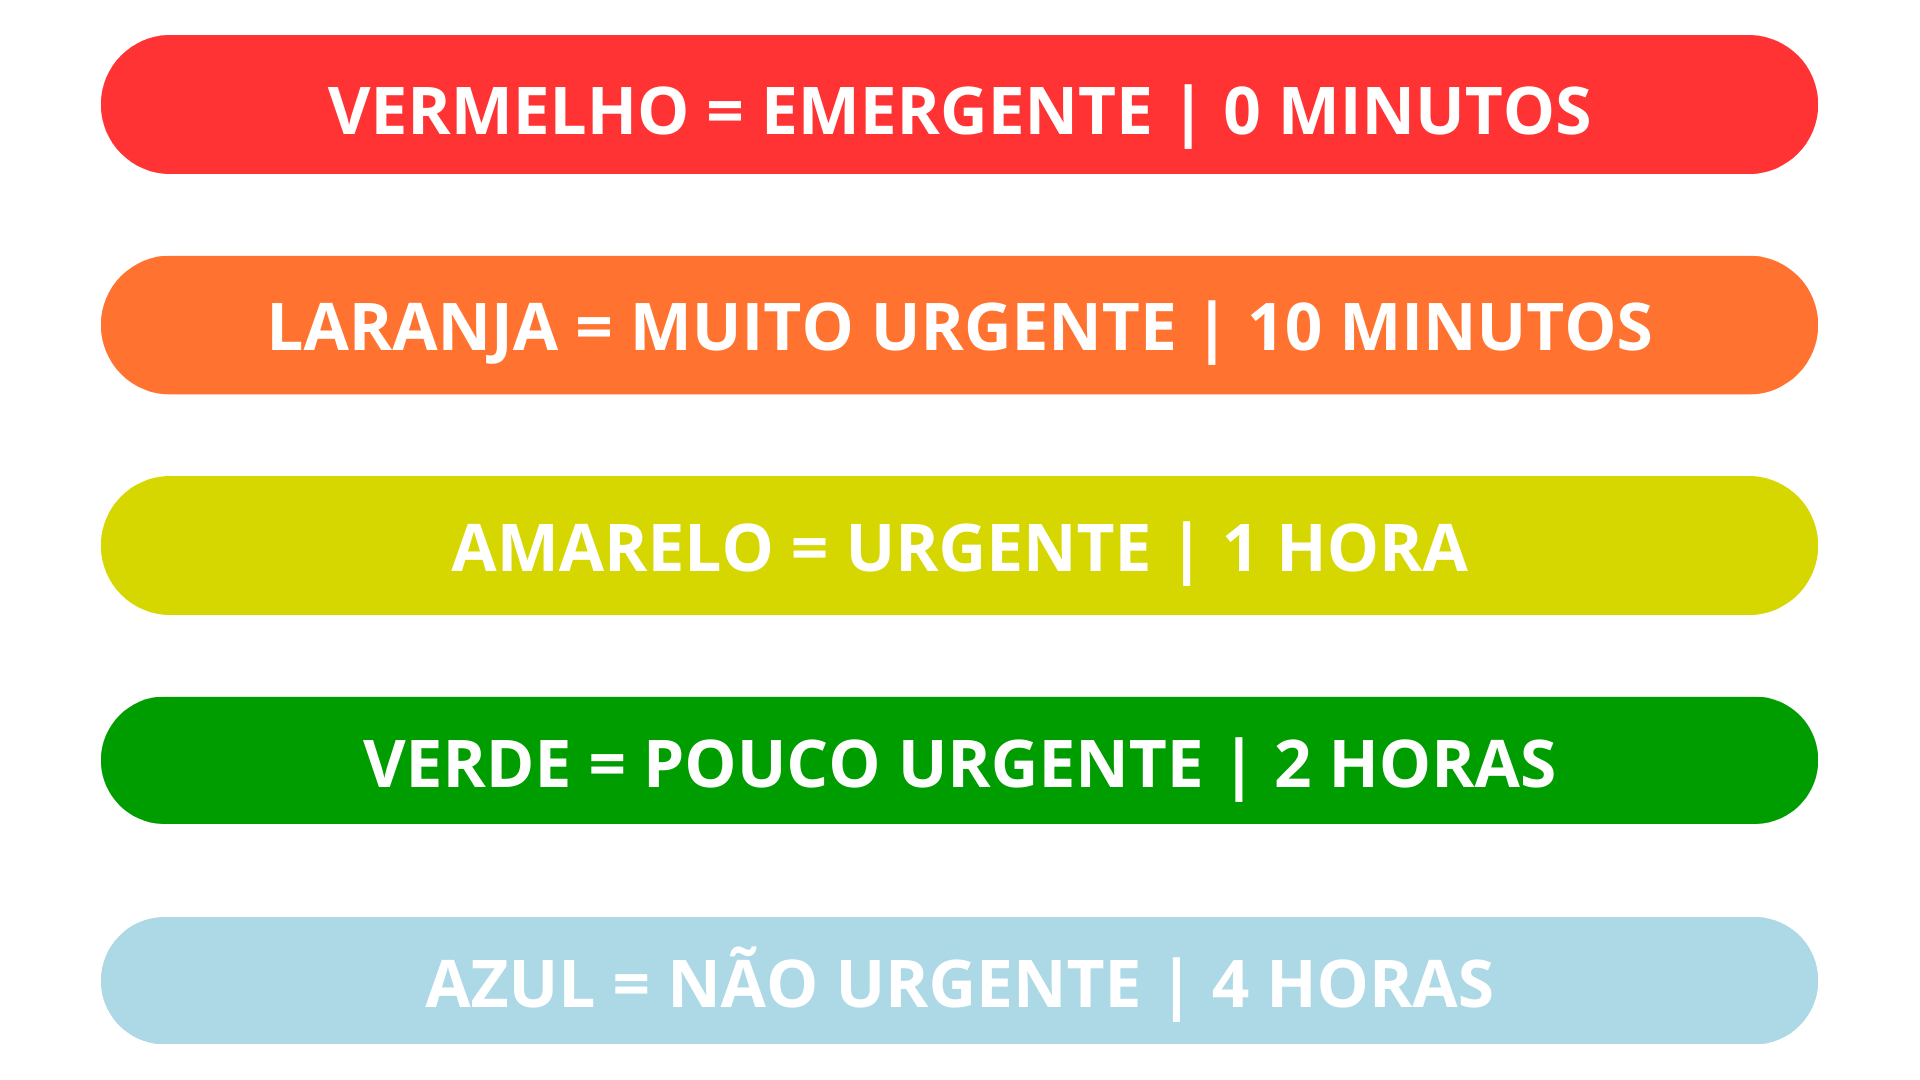 VERMELHO = EMERGENTE | 0 MINUTOS
LARANJA = MUITO URGENTE | 10 MINUTOS
AMARELO = URGENTE | 1 HORA
VERDE = POUCO URGENTE | 2 HORAS
AZUL = NÃO URGENTE | 4 HORAS